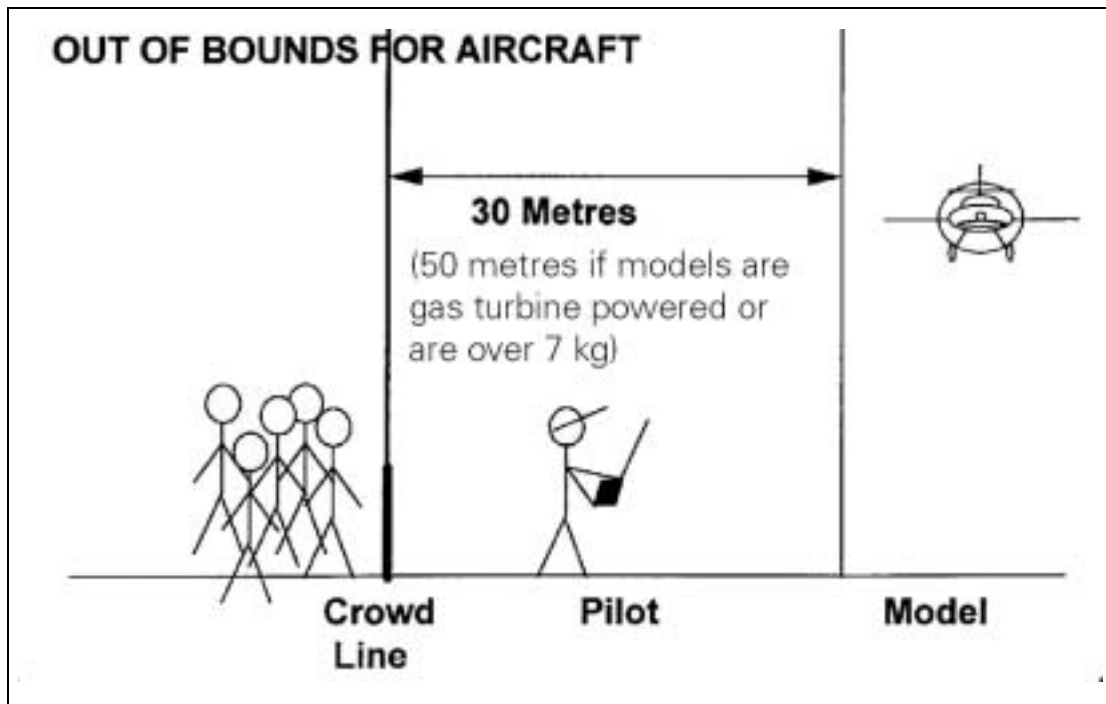 OUT OF BOUNDS FOR AIRCRAFT
30 Metres
(50 metres if models are
gas turbine powered or
are over 7 kg)
Crowd
Line
Pilot
Model